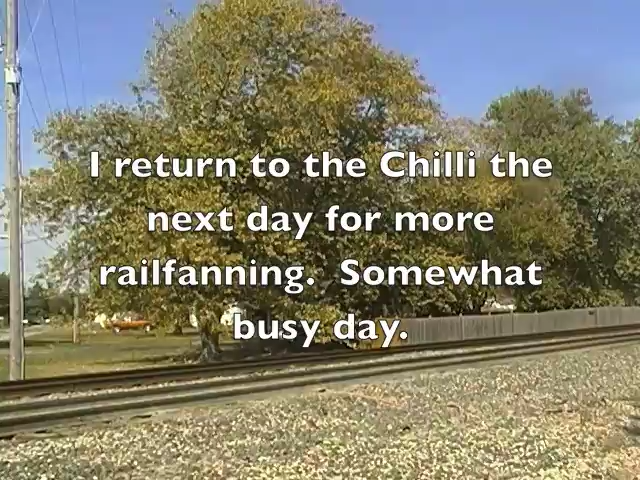 I return to the Chilli the
next day for more
railfanning.  Somewhat
busy day.